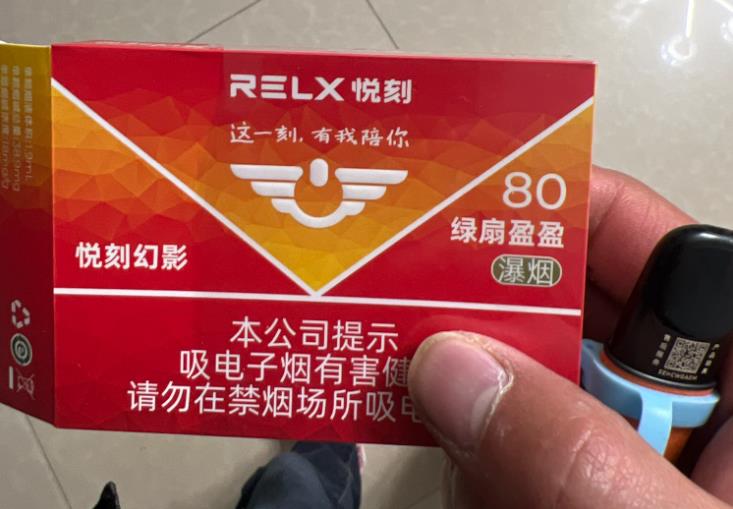 RELX 悦刻
这一刻，有我陪你
80
绿扇盈盈
瀑烟
悦刻幻影
本公司提示
吸电子烟有害健
请勿在禁烟场所吸电